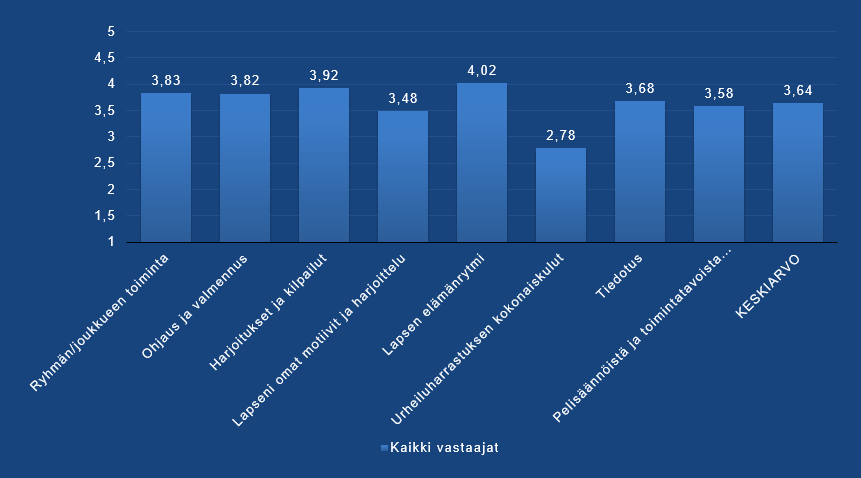 5
4,5
4
3,5
3
2,5
2
1,5
1
3,83
3,82
3,92
3,48
4,02
2,78
3,68
3,58
3,64
Ryhmän/joukkueen toiminta
Ohjaus ja valmennus
Harjoitukset ja kilpailut
Lapseni omat motiivit ja harjoittelu
Lapsen elämänrytmi
Urheiluharrastuksen kokonaiskulut
Tiedotus
Pelisäännöistä ja toimintatavoista...
KESKIARVO
Kaikki vastaajat